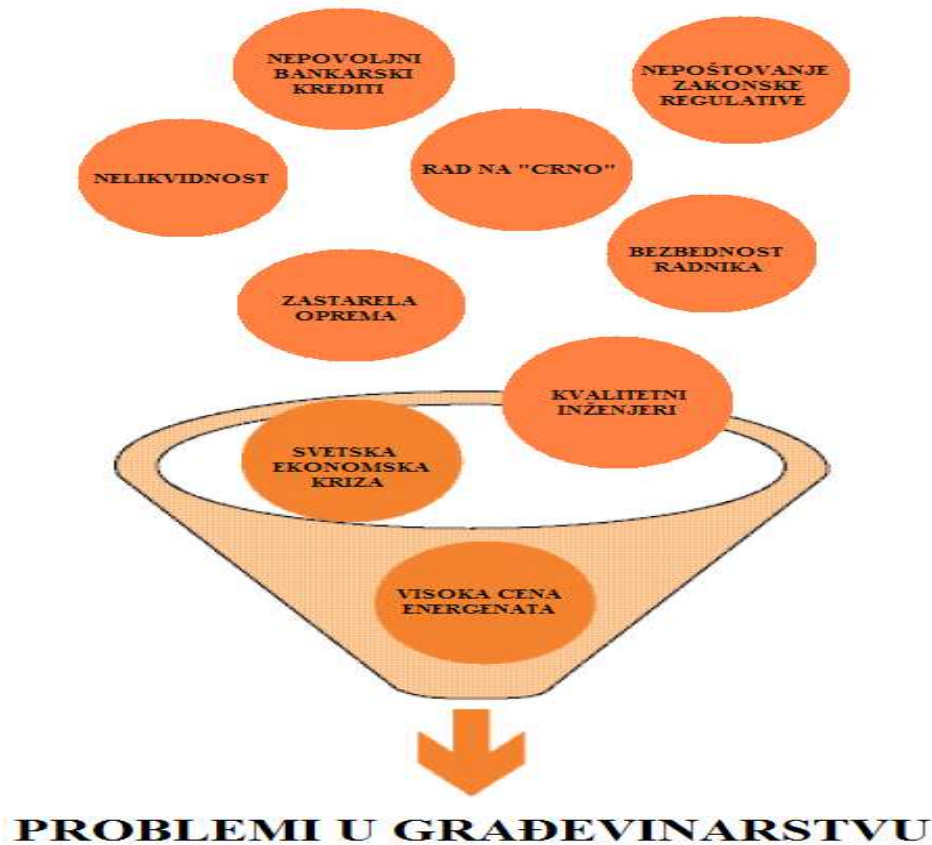 NEPOVOLJNI
BANKARSKI
KREDITI
NEPOŠTOVANJE
ZAKONSKE
REGULATIVE
NELIKVIDNOST
RAD NA "CRNO"
BEZBEDNOST
RADNIKA
ZASTARELA
OPREMA
KVALITETNI
INŽENJERI
SVETSKA
EKONOMSKA
KRIZA
VISOKA CENA
ENERGENATA
PROBLEMI U GRAĐEVINARSTVU